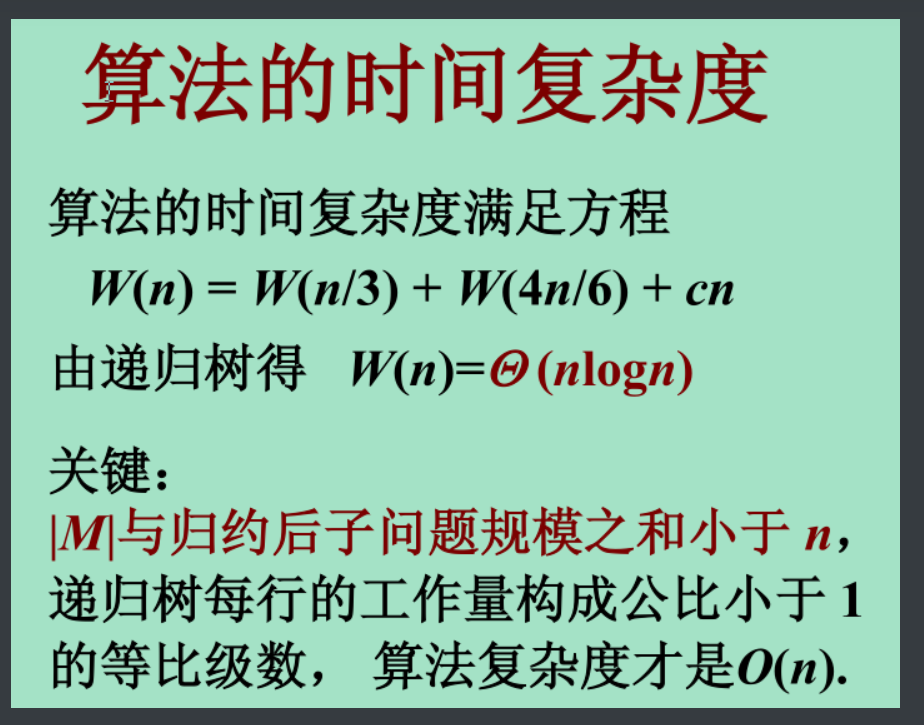 算法的时间复杂度
算法的时间复杂度满足方程
W(n) = W(n/3) + W(4n/6) + cn
由递归树得 W(n)=Θ(nlogn)
关键：
|M|与归约后子问题规模之和小于 n，
递归树每行的工作量构成公比小于 1
的等比级数， 算法复杂度才是O(n).